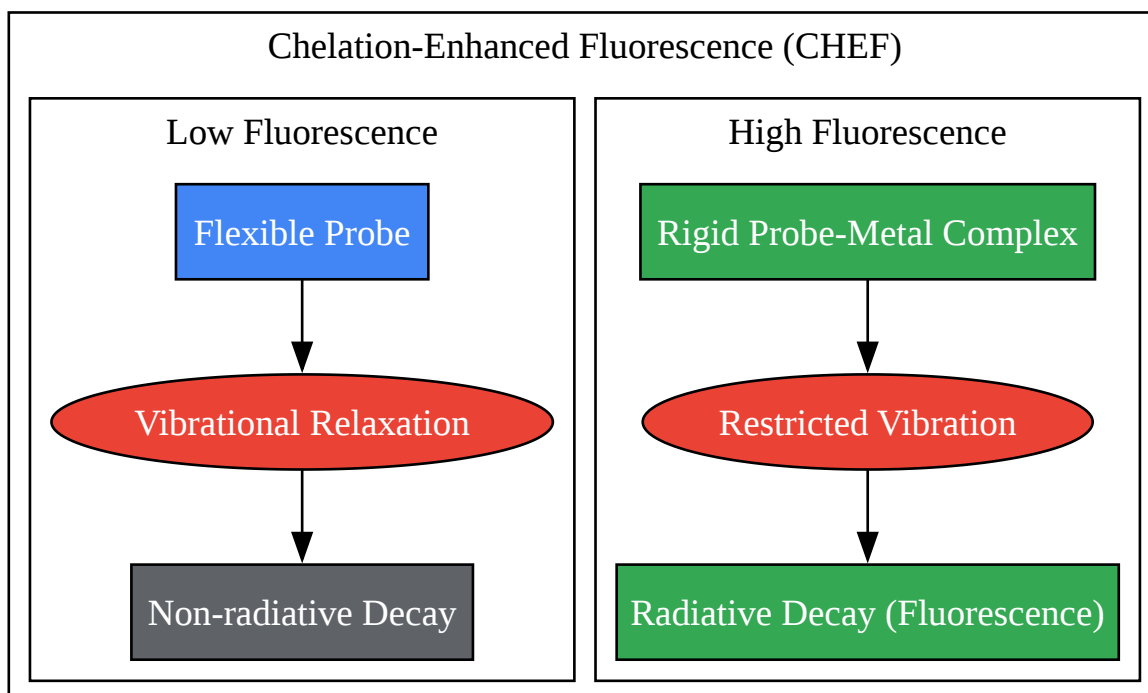 Chelation-Enhanced Fluorescence (CHEF)
Low Fluorescence
Flexible Probe
Vibrational Relaxation
Non-radiative Decay
High Fluorescence
Rigid Probe-Metal Complex
Restricted Vibration
Radiative Decay (Fluorescence)